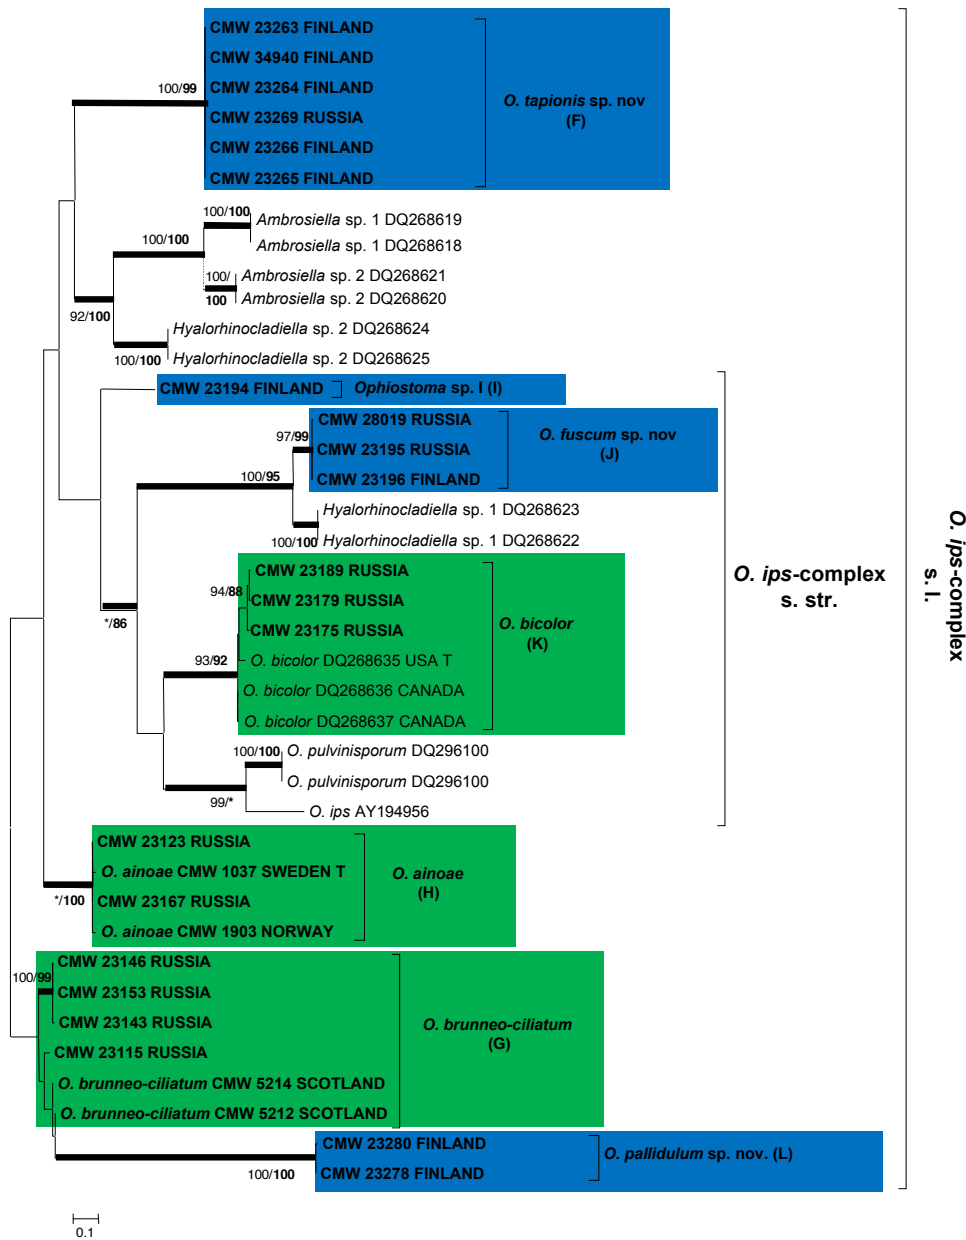 CMW 23263 FINLAND
CMW 34940 FINLAND
100/99
CMW 23264 FINLAND
O. tapionis sp. nov
(F)
CMW 23269 RUSSIA
CMW 23266 FINLAND
CMW 23265 FINLAND
100/100
Ambrosiella sp. 1 DQ268619
100/100
Ambrosiella sp. 1 DQ268618
100/
100
Ambrosiella sp. 2 DQ268621
Ambrosiella sp. 2 DQ268620
92/100
Hyalorhinocladiella sp. 2 DQ268624
100/100
Hyalorhinocladiella sp. 2 DQ268625
CMW 23194 FINLAND
Ophiostoma sp. I (I)
CMW 28019 RUSSIA
97/99
O. fuscum sp. nov
(J)
CMW 23195 RUSSIA
100/95
CMW 23196 FINLAND
Hyalorhinocladiella sp. 1 DQ268623
100/100
Hyalorhinocladiella sp. 1 DQ268622
O. ips-complex
s. str.
O. ips-complex
s. l.
CMW 23189 RUSSIA
94/88
CMW 23179 RUSSIA
*/86
CMW 23175 RUSSIA
O. bicolor
(K)
93/92
O. bicolor DQ268635 USA T
O. bicolor DQ268636 CANADA
O. bicolor DQ268637 CANADA
100/100
O. pulvinisporum DQ296100
O. pulvinisporum DQ296100
99/*
O. ips AY194956
CMW 23123 RUSSIA
O. ainoae CMW 1037 SWEDEN T
O. ainoae
(H)
*/100
CMW 23167 RUSSIA
O. ainoae CMW 1903 NORWAY
CMW 23146 RUSSIA
100/99
CMW 23153 RUSSIA
CMW 23143 RUSSIA
O. brunneo-ciliatum
(G)
CMW 23115 RUSSIA
O. brunneo-ciliatum CMW 5214 SCOTLAND
O. brunneo-ciliatum CMW 5212 SCOTLAND
CMW 23280 FINLAND
O. pallidulum sp. nov. (L)
100/100
CMW 23278 FINLAND
0.1